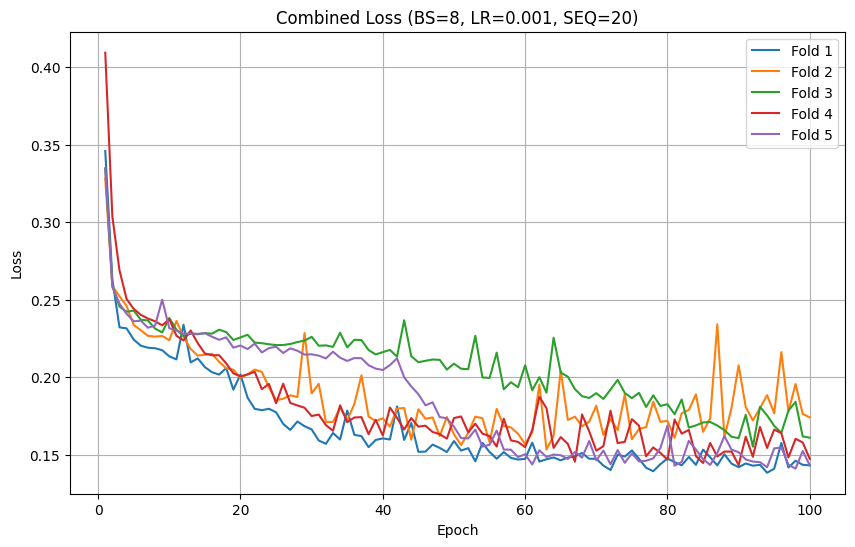 Combined Loss (BS=8, LR=0.001, SEQ=20)
Loss
0.40
0.35
0.30
0.25
0.20
0.15
Fold 1
Fold 2
Fold 3
Fold 4
Fold 5
0
20
40
60
80
100
Epoch